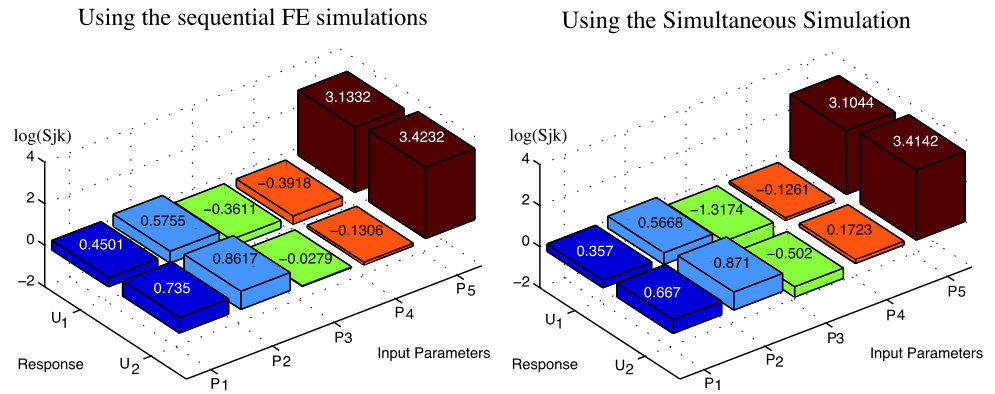 Using the sequential FE simulations
log(Sjk)
4
2
0
−2
3.1332
3.4232
−0.3918
−0.1306
−0.3611
−0.0279
0.5755
0.8617
0.4501
0.735
U1
U2
Response
P1
P2
P3
P4
P5
Input Parameters
Using the Simultaneous Simulation
log(Sjk)
4
2
0
−2
3.1044
3.4142
−0.1261
0.1723
−1.3174
−0.502
0.5668
0.871
0.357
0.667
U1
U2
Response
P1
P2
P3
P4
P5
Input Parameters